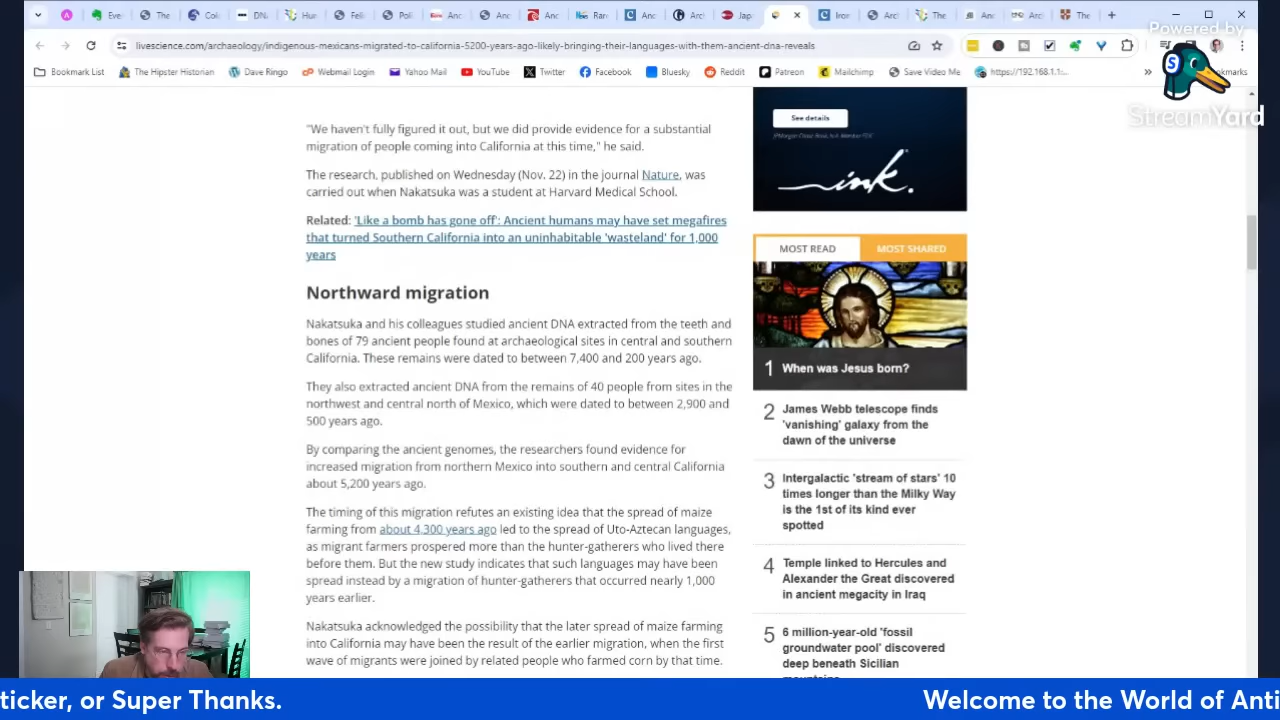 Eve
The
Col
DN/
Hu
Fel
Poli
Anc
Anc
Anc
Anc
Rare
Anc
Arch
Jap
Iron
Arch
The
Anc
Arch
The
livescience.com/archaeology/indigenous-mexicans-migrated-to-california-5200-years-ago-likely-bringing-their-languages-with-them-ancient-dna-reveals
Powered by
StreamYard
Bookmark List
The Hipster Historian
Dave Ringo
Webmail Login
Yahoo Mail
YouTube
Twitter
Facebook
Bluesky
Reddit
Patreon
Mailchimp
Save Video Me
https://192.168.1.1:...
»
"We haven't fully figured it out, but we did provide evidence for a substantial
migration of people coming into California at this time," he said.
The research, published on Wednesday (Nov. 22) in the journal Nature, was
carried out when Nakatsuka was a student at Harvard Medical School.
Related: 'Like a bomb has gone off': Ancient humans may have set megafires
that turned Southern California into an uninhabitable 'wasteland' for 1,000
years
Northward migration
Nakatsuka and his colleagues studied ancient DNA extracted from the teeth and
bones of 79 ancient people found at archaeological sites in central and southern
California. These remains were dated to between 7,400 and 200 years ago.
They also extracted ancient DNA from the remains of 40 people from sites in the
northwest and central north of Mexico, which were dated to between 2,900 and
500 years ago.
By comparing the ancient genomes, the researchers found evidence for
increased migration from northern Mexico into southern and central California
about 5,200 years ago.
The timing of this migration refutes an existing idea that the spread of maize
farming from about 4,300 years ago led to the spread of Uto-Aztecan languages,
as migrant farmers prospered more than the hunter-gatherers who lived there
before them. But the new study indicates that such languages may have been
spread instead by a migration of hunter-gatherers that occurred nearly 1,000
years earlier.
Nakatsuka acknowledged the possibility that the later spread of maize farming
into California may have been the result of the earlier migration, when the first
wave of migrants were joined by related people who farmed corn by that time.
See details
ink.
MOST READ
MOST SHARED
1 When was Jesus born?
2 James Webb telescope finds
'vanishing' galaxy from the
dawn of the universe
3 Intergalactic 'stream of stars' 10
times longer than the Milky Way
is the 1st of its kind ever
spotted
4 Temple linked to Hercules and
Alexander the Great discovered
in ancient megacity in Iraq
5 6 million-year-old 'fossil
groundwater pool' discovered
deep beneath Sicilian
mountains
ticker, or Super Thanks.
Welcome to the World of Anti